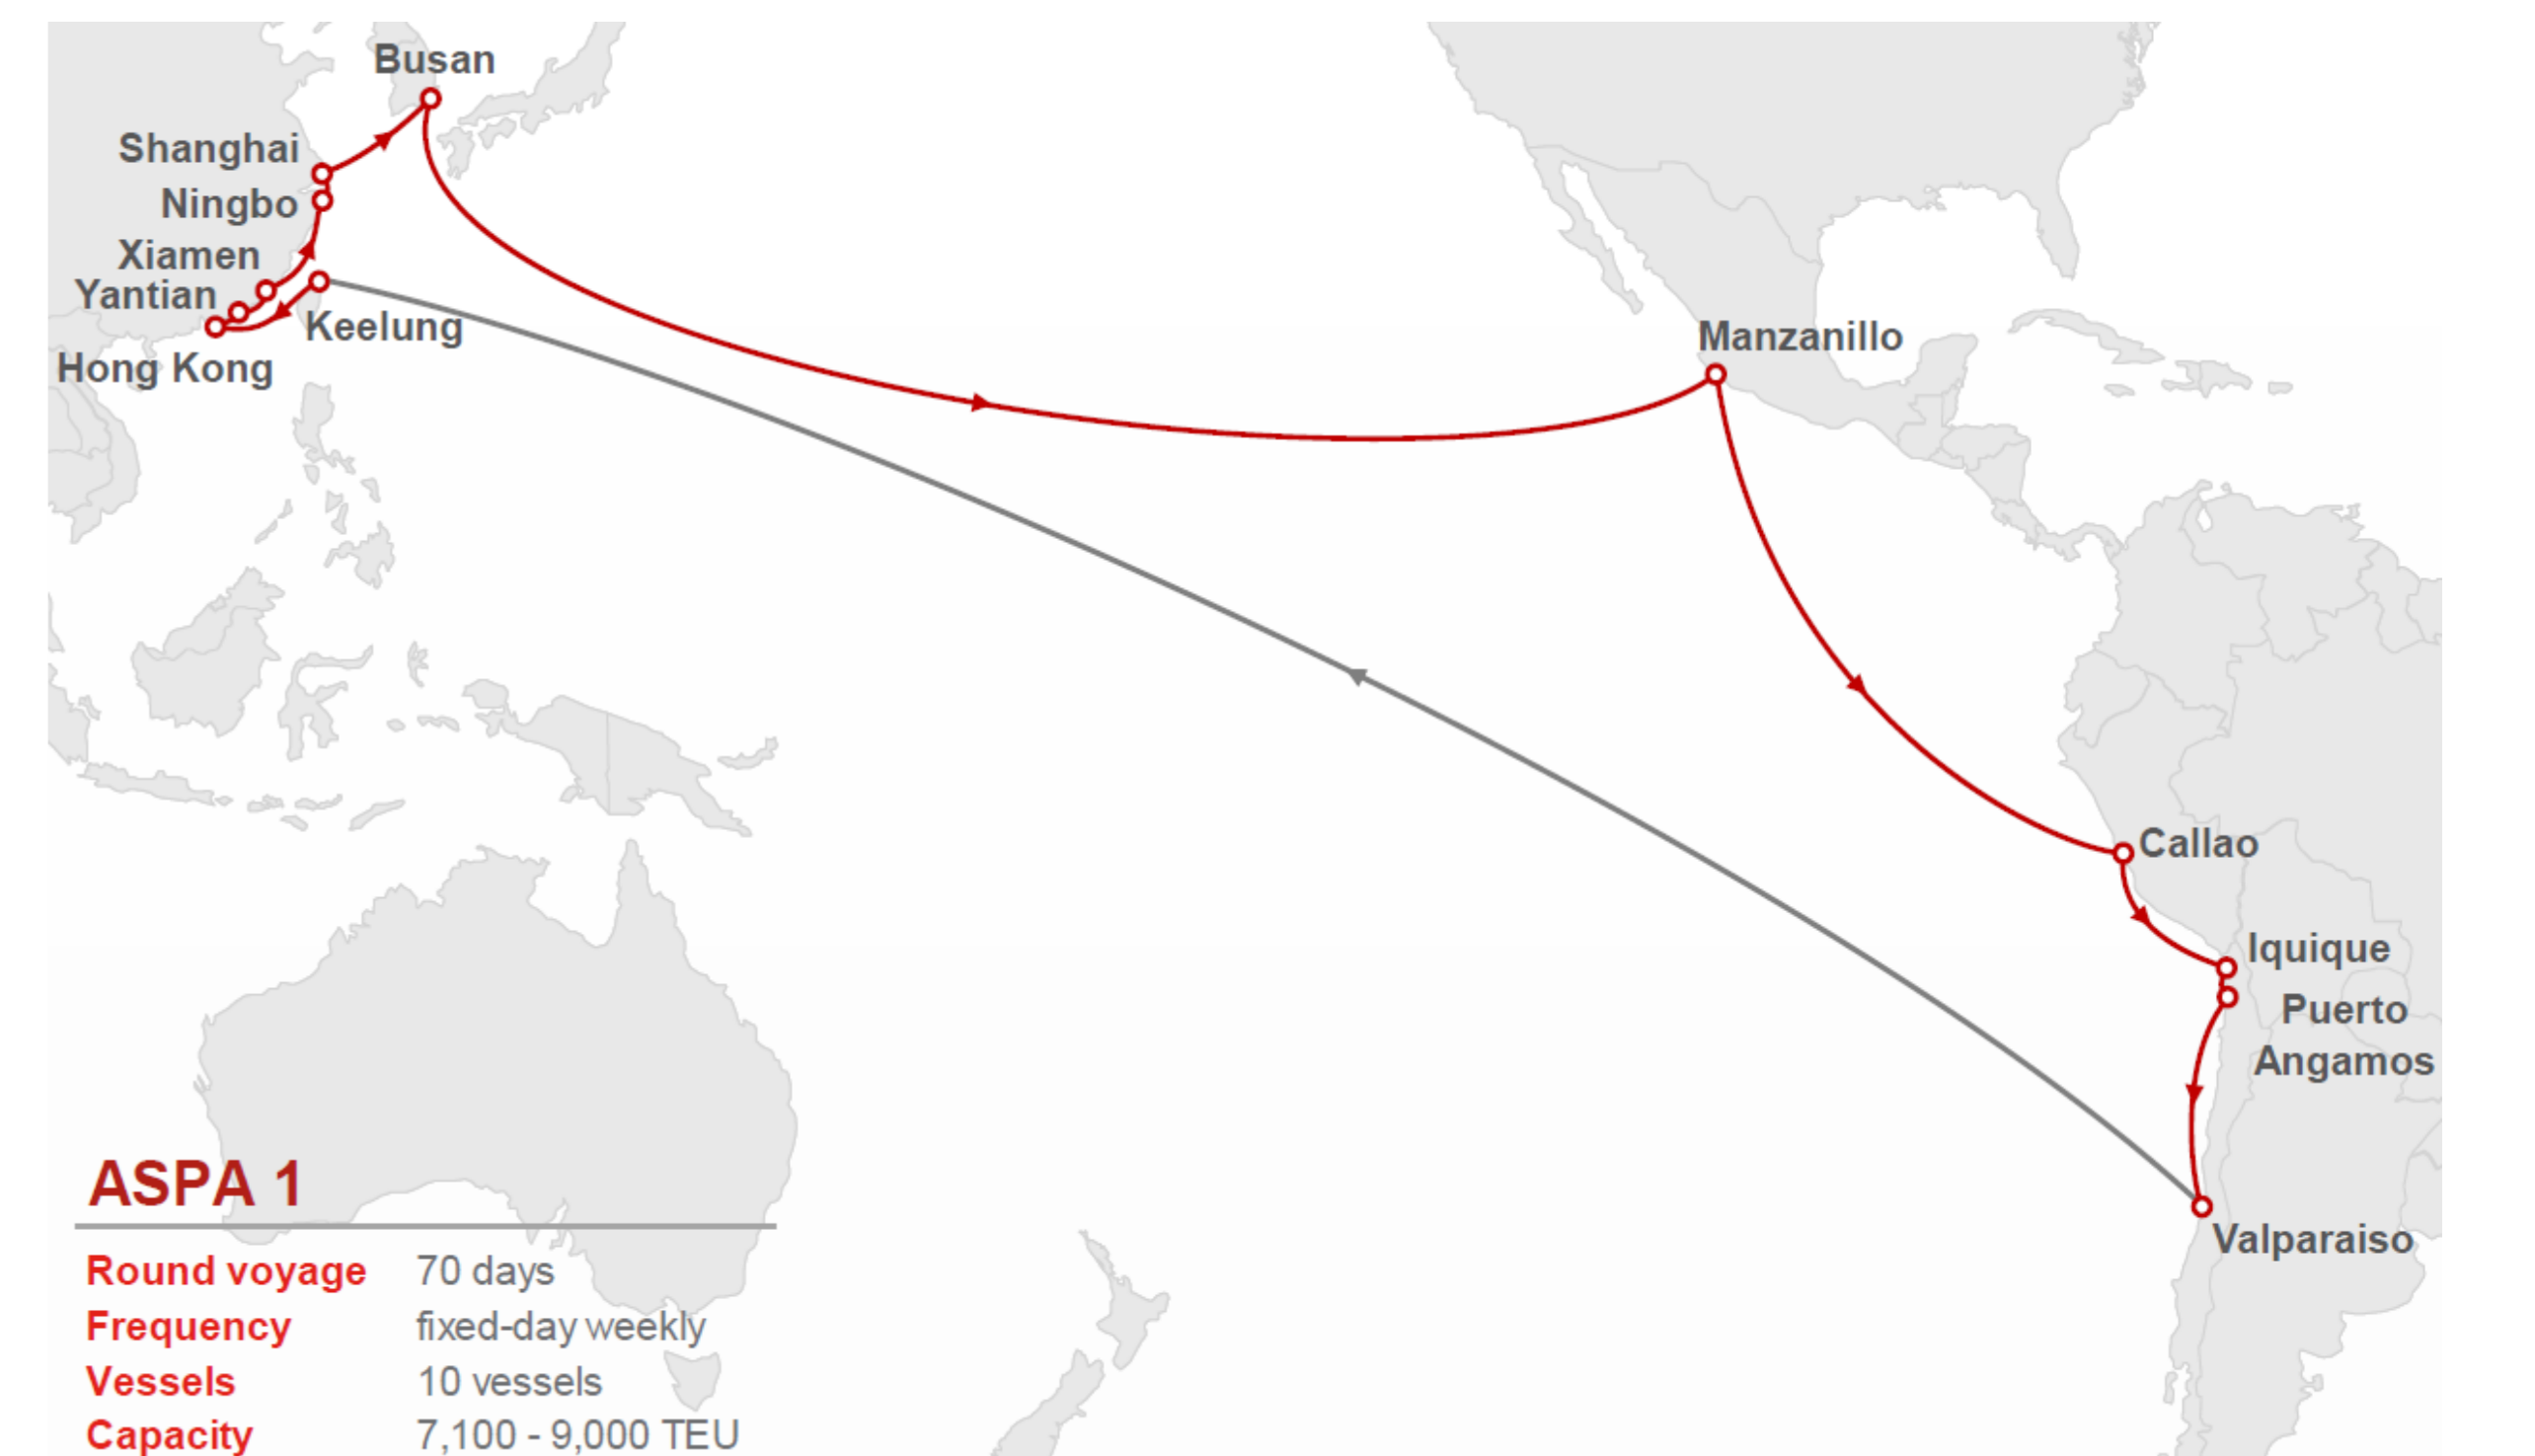 Busan
Shanghai
Ningbo
Xiamen
Yantian
Keelung
Hong Kong
Manzanillo
Callao
Iquique
Puerto
Angamos
Valparaiso
ASPA 1
Round voyage 70 days
Frequency fixed-day weekly
Vessels 10 vessels
Capacity 7,100 - 9,000 TEU